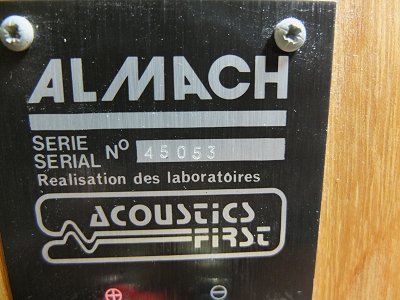 ALMACH
SERIE
SERIAL Nº 45053
Realisation des laboratoires
ACOUSTICS
FIRST
⊕ ⊖